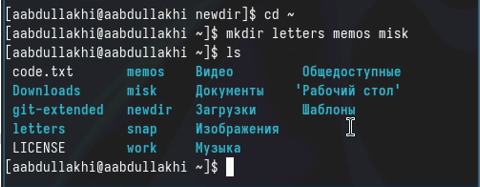 [aabdullakhi@aabdullakhi newdir]$ cd ~
[aabdullakhi@aabdullakhi ~]$ mkdir letters memos misk
[aabdullakhi@aabdullakhi ~]$ ls
code.txt memos Видео Общедоступные
Downloads misk Документы 'Рабочий стол'
git-extended newdir Загрузки Шаблоны
letters snap Изображения
LICENSE work Музыка
[aabdullakhi@aabdullakhi ~]$